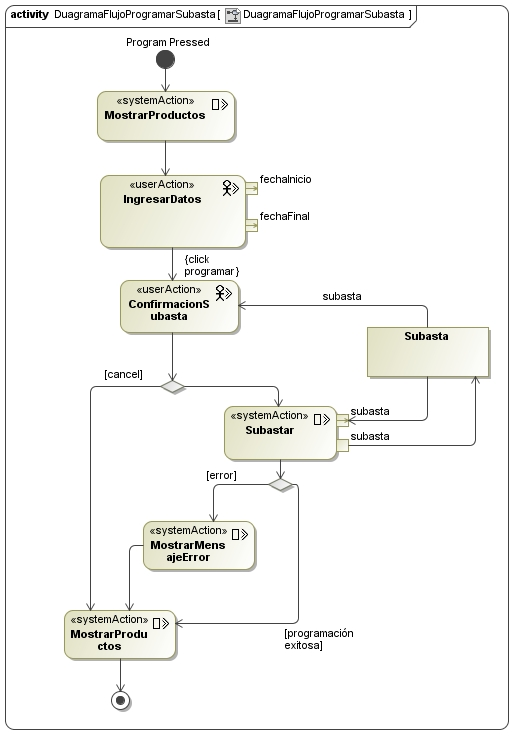 activity DuagramaFlujoProgramarSubasta [ DuagramaFlujoProgramarSubasta ]
Program Pressed
«systemAction»
MostrarProductos
«userAction»
IngresarDatos
fechaInicio
fechaFinal
{click
programar}
«userAction»
ConfirmacionS
ubasta
subasta
Subasta
[cancel]
«systemAction»
Subastar
subasta
subasta
[error]
«systemAction»
MostrarMens
ajeError
«systemAction»
MostrarProdu
ctos
[programación
exitosa]